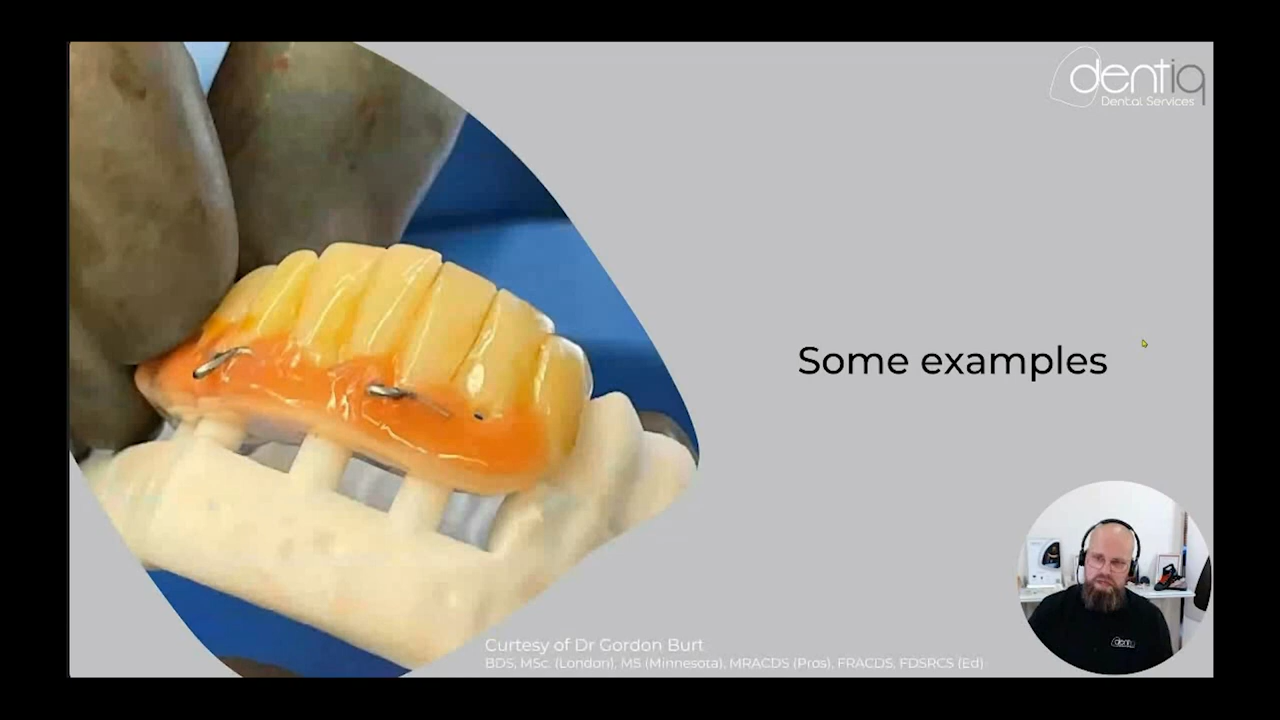 dentiq
Dental Services
Some examples
Curtesy of Dr Gordon Burt
BDS, MSc. (London), MS (Minnesota), MRACDS (Pros), FRACDS, FDSRCS (Ed)
dentiq